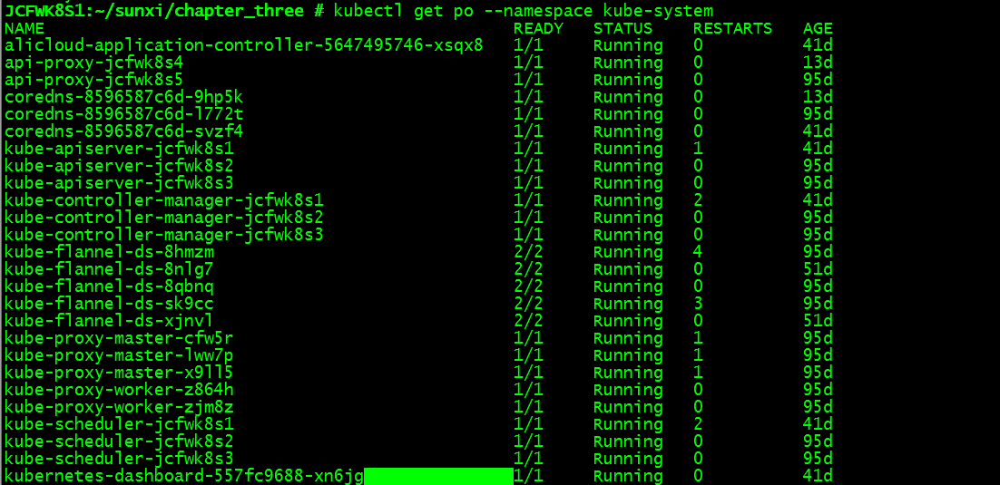 JCFWK8S1:~/sunxi/chapter_three # kubectl get po --namespace kube-system
NAME READY STATUS RESTARTS AGE
alicloud-application-controller-5647495746-xsqx8 1/1 Running 0 41d
api-proxy-jcfwk8s4 1/1 Running 0 13d
api-proxy-jcfwk8s5 1/1 Running 0 95d
coredns-8596587c6d-9hp5k 1/1 Running 0 13d
coredns-8596587c6d-l772t 1/1 Running 0 95d
coredns-8596587c6d-svzf4 1/1 Running 0 41d
kube-apiserver-jcfwk8s1 1/1 Running 1 41d
kube-apiserver-jcfwk8s2 1/1 Running 0 95d
kube-apiserver-jcfwk8s3 1/1 Running 0 95d
kube-controller-manager-jcfwk8s1 1/1 Running 2 41d
kube-controller-manager-jcfwk8s2 1/1 Running 0 95d
kube-controller-manager-jcfwk8s3 1/1 Running 0 95d
kube-flannel-ds-8hmzm 2/2 Running 4 95d
kube-flannel-ds-8nlg7 2/2 Running 0 51d
kube-flannel-ds-8qbnq 2/2 Running 0 95d
kube-flannel-ds-sk9cc 2/2 Running 3 95d
kube-flannel-ds-xjnvl 2/2 Running 0 51d
kube-proxy-master-cfw5r 1/1 Running 1 95d
kube-proxy-master-lww7p 1/1 Running 1 95d
kube-proxy-master-x9ll5 1/1 Running 1 95d
kube-proxy-worker-z864h 1/1 Running 0 95d
kube-proxy-worker-zjm8z 1/1 Running 0 95d
kube-scheduler-jcfwk8s1 1/1 Running 2 41d
kube-scheduler-jcfwk8s2 1/1 Running 0 95d
kube-scheduler-jcfwk8s3 1/1 Running 0 95d
kubernetes-dashboard-557fc9688-xn6jg 1/1 Running 0 41d